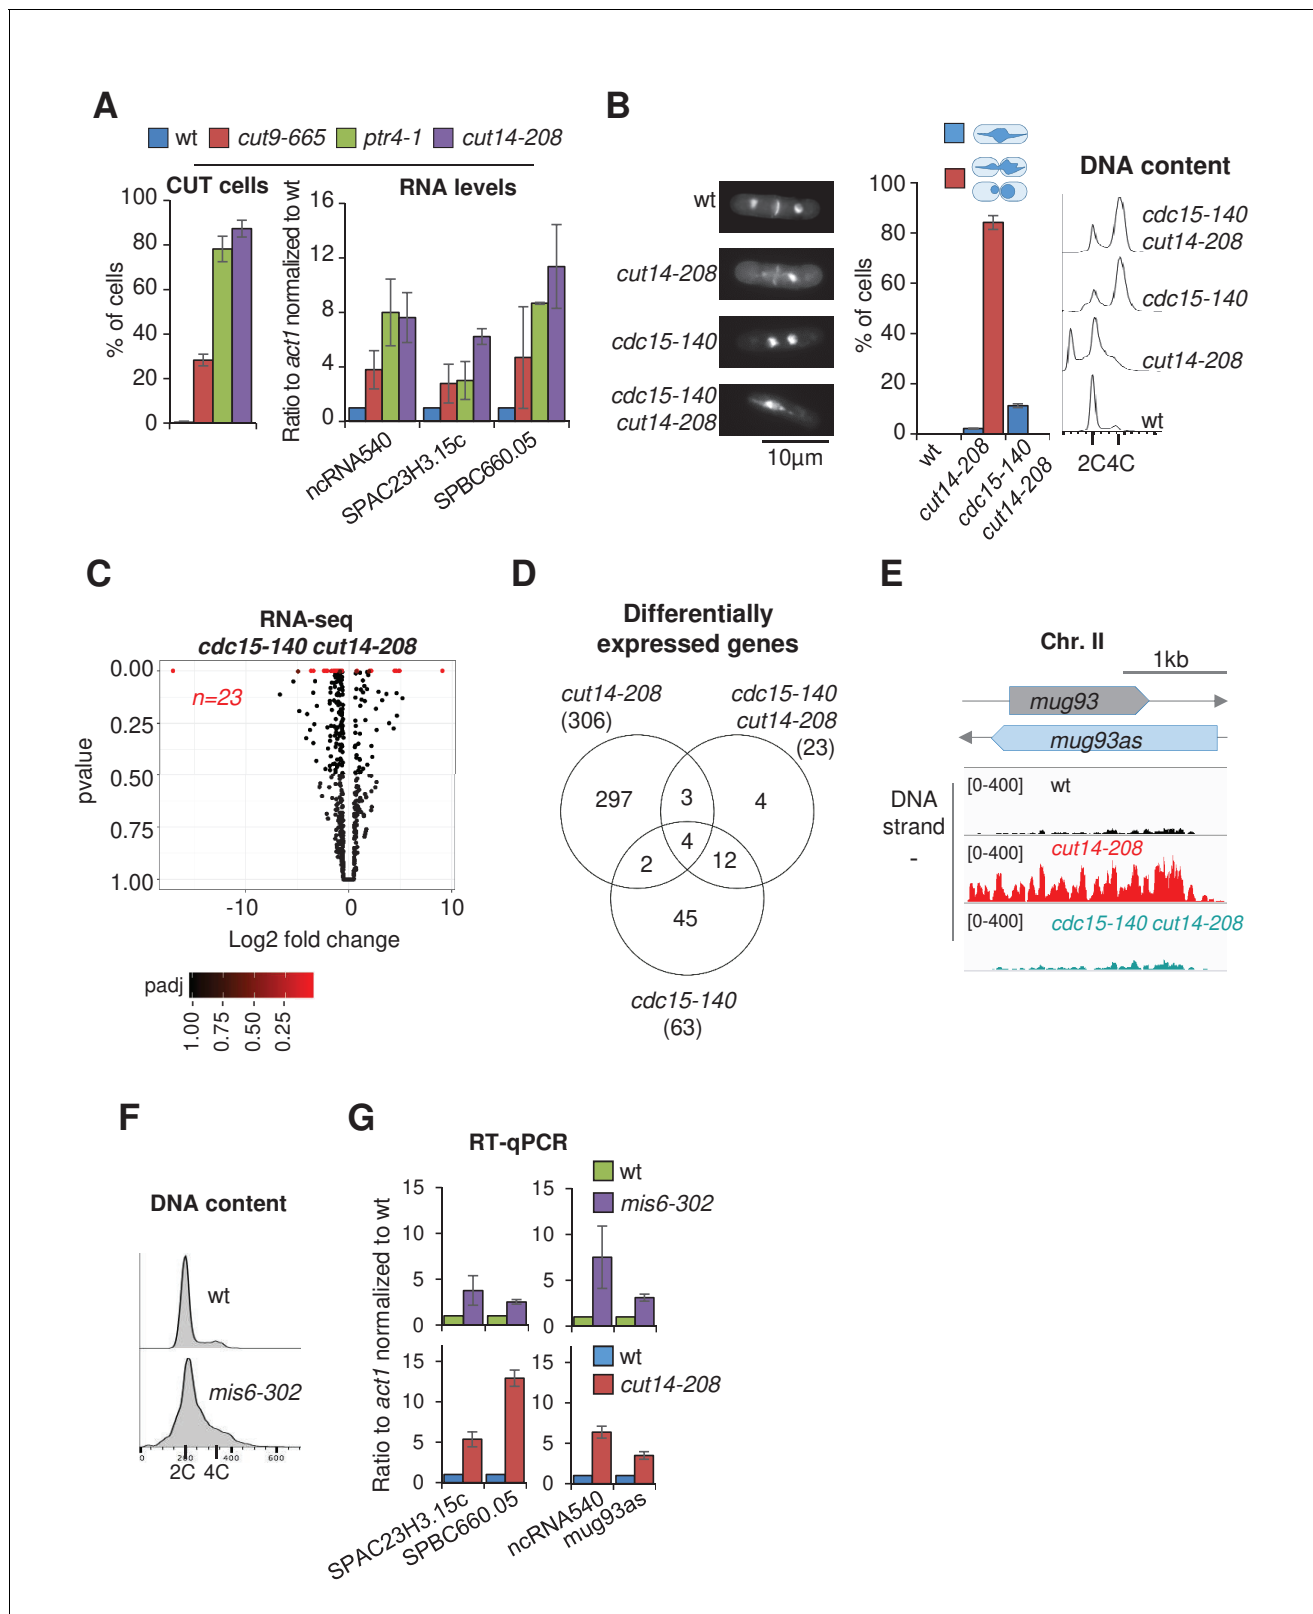 A
wt cut9-665 ptr4-1 cut14-208
CUT cells
RNA levels
% of cells
100
80
60
40
20
0
Ratio to act1 normalized to wt
16
12
8
4
0
ncRNA540
SPAC23H3.15c
SPBC660.05
B
wt
cut14-208
cdc15-140
cdc15-140
cut14-208
10µm
% of cells
100
80
60
40
20
0
wt
cut14-208
cdc15-140
cut14-208
DNA content
cdc15-140
cut14-208
cdc15-140
cut14-208
wt
2C4C
C
RNA-seq
cdc15-140 cut14-208
n=23
pvalue
0.00
0.25
0.50
0.75
1.00
-10 0 10
Log2 fold change
padj
1.00 0.75 0.50 0.25
D
Differentially
expressed genes
cut14-208
(306)
cdc15-140
cut14-208
(23)
297 3 4
4
2 12
45
cdc15-140
(63)
E
Chr. II
1kb
mug93
mug93as
DNA
strand
-
[0-400] wt
[0-400] cut14-208
[0-400] cdc15-140 cut14-208
F
DNA content
wt
mis6-302
0 200 400 600
2C 4C
G
RT-qPCR
Ratio to act1 normalized to wt
wt
mis6-302
15
10
5
0
15
10
5
0
wt
cut14-208
15
10
5
0
15
10
5
0
SPAC23H3.15c
SPBC660.05
ncRNA540
mug93as